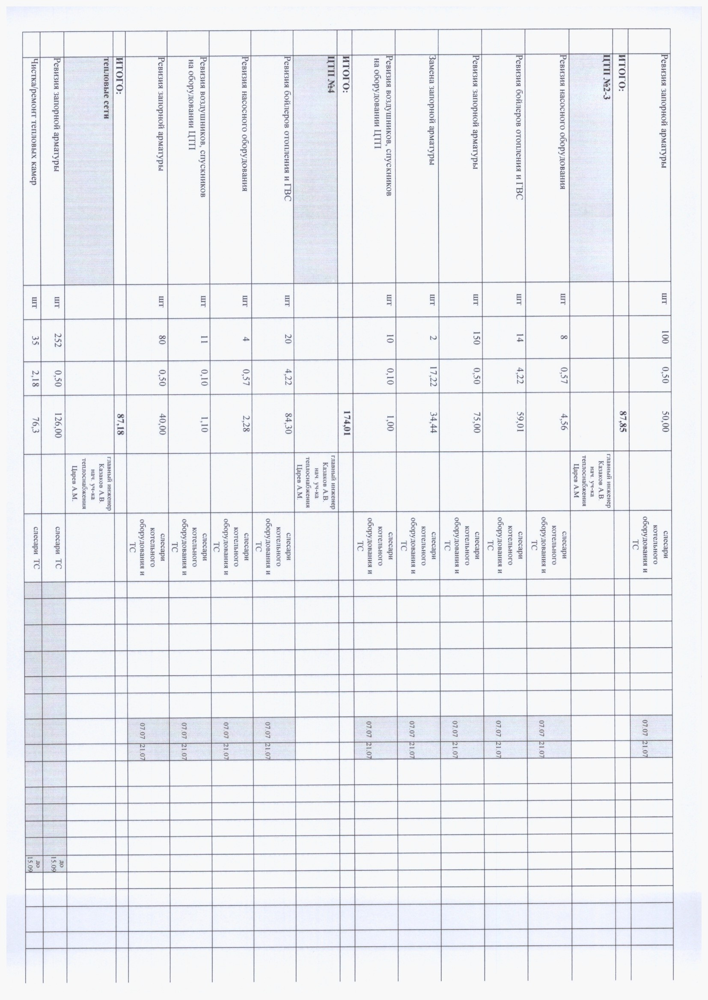 Ревизия запорной арматуры шт 100 0,50 50,00 слесари
котельного
оборудования и
ТС
07.07 21.07
ИТОГО: 87,85
ЦТП №2-3 главный инженер
Казаков А.В.
нач. уч-ка
теплоснабжения
Царев А.М
Ревизия насосного оборудования шт 8 0,57 4,56 слесари
котельного
оборудования и
ТС
07.07 21.07
Ревизия бойлеров отопления и ГВС шт 14 4,22 59,01 слесари
котельного
оборудования и
ТС
07.07 21.07
Ревизия запорной арматуры шт 150 0,50 75,00 слесари
котельного
оборудования и
ТС
07.07 21.07
Замена запорной арматуры шт 2 17,22 34,44 слесари
котельного
оборудования и
ТС
07.07 21.07
Ревизия воздушников, спускников
на оборудовании ЦТП
шт 10 0,10 1,00 слесари
котельного
оборудования и
ТС
07.07 21.07
ИТОГО: 174,01
ЦТП №4 главный инженер
Казаков А.В.
нач. уч-ка
теплоснабжения
Царев А.М.
Ревизия бойлеров отопления и ГВС шт 20 4,22 84,30 слесари
котельного
оборудования и
ТС
07.07 21.07
Ревизия насосного оборудования шт 4 0,57 2,28 слесари
котельного
оборудования и
ТС
07.07 21.07
Ревизия воздушников, спускников
на оборудовании ЦТП
шт 11 0,10 1,10 слесари
котельного
оборудования и
ТС
07.07 21.07
Ревизия запорной арматуры шт 80 0,50 40,00 слесари
котельного
оборудования и
ТС
07.07 21.07
ИТОГО: 87,18
тепловые сети главный инженер
Казаков А.В.
нач. уч-ка
теплоснабжения
Царев А.М.
Ревизия запорной арматуры шт 252 0,50 126,00 слесари ТС до
15.09
Чистка/ремонт тепловых камер шт 35 2,18 76,3 слесари ТС до
15.09